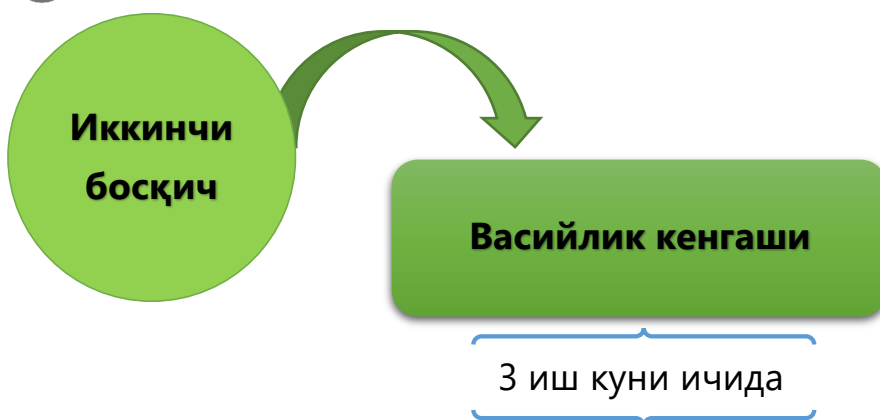 Иккинчи
босқич
Васийлик кенгаши
3 иш куни ичида